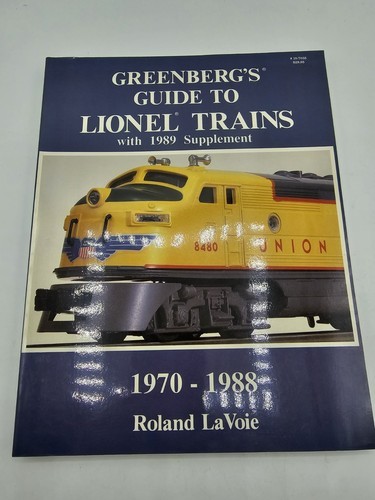 GREENBERG'S®
GUIDE TO
LIONEL® TRAINS
with 1989 Supplement
8480
UNION
1970 - 1988
Roland LaVoie